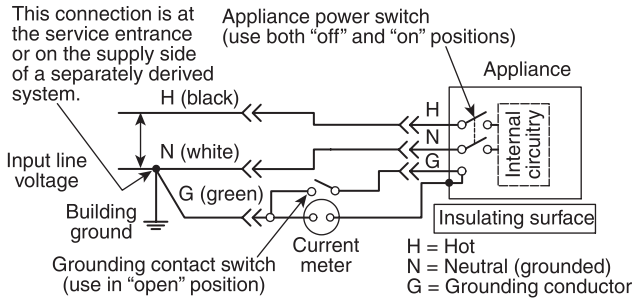 This connection is at
the service entrance
or on the supply side
of a separately derived
system.
Appliance power switch
(use both “off” and “on” positions)
Appliance
H (black)
H
N (white)
N
G
Internal
circuitry
Input line
voltage
G (green)
Building
ground
Insulating surface
Current
meter
Grounding contact switch
(use in “open” position)
H = Hot
N = Neutral (grounded)
G = Grounding conductor